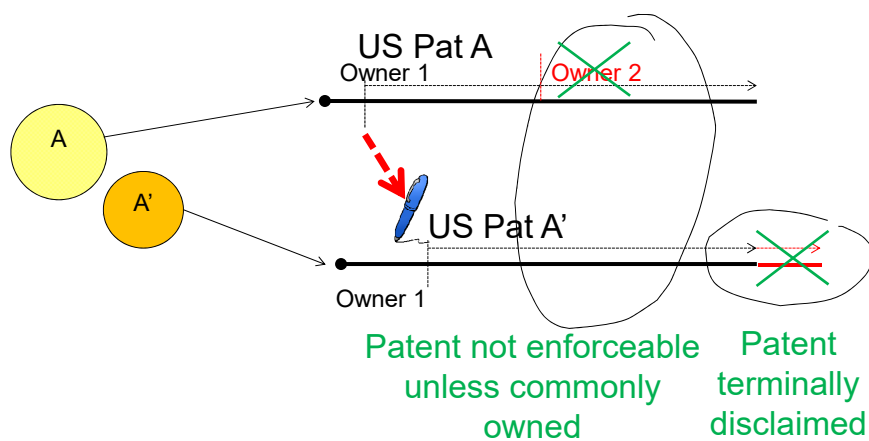 US Pat A
Owner 1
Owner 2
A
A'
US Pat A'
Owner 1
Patent not enforceable
unless commonly
owned
Patent
terminally
disclaimed